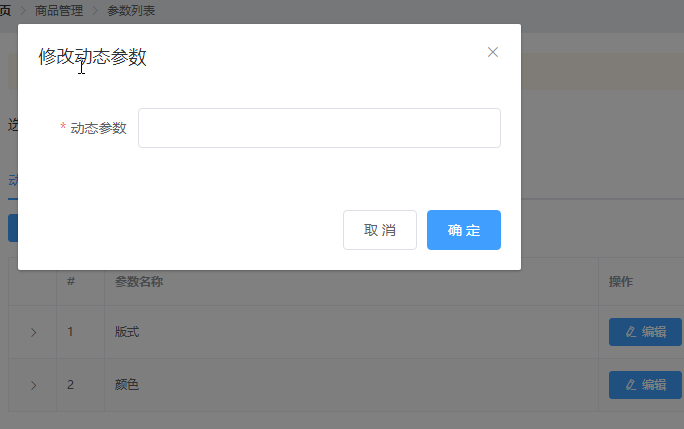 页 > 商品管理 > 参数列表
修改动态参数
* 动态参数
取 消
确 定
# 参数名称 操作
1 版式 编辑
2 颜色 编辑